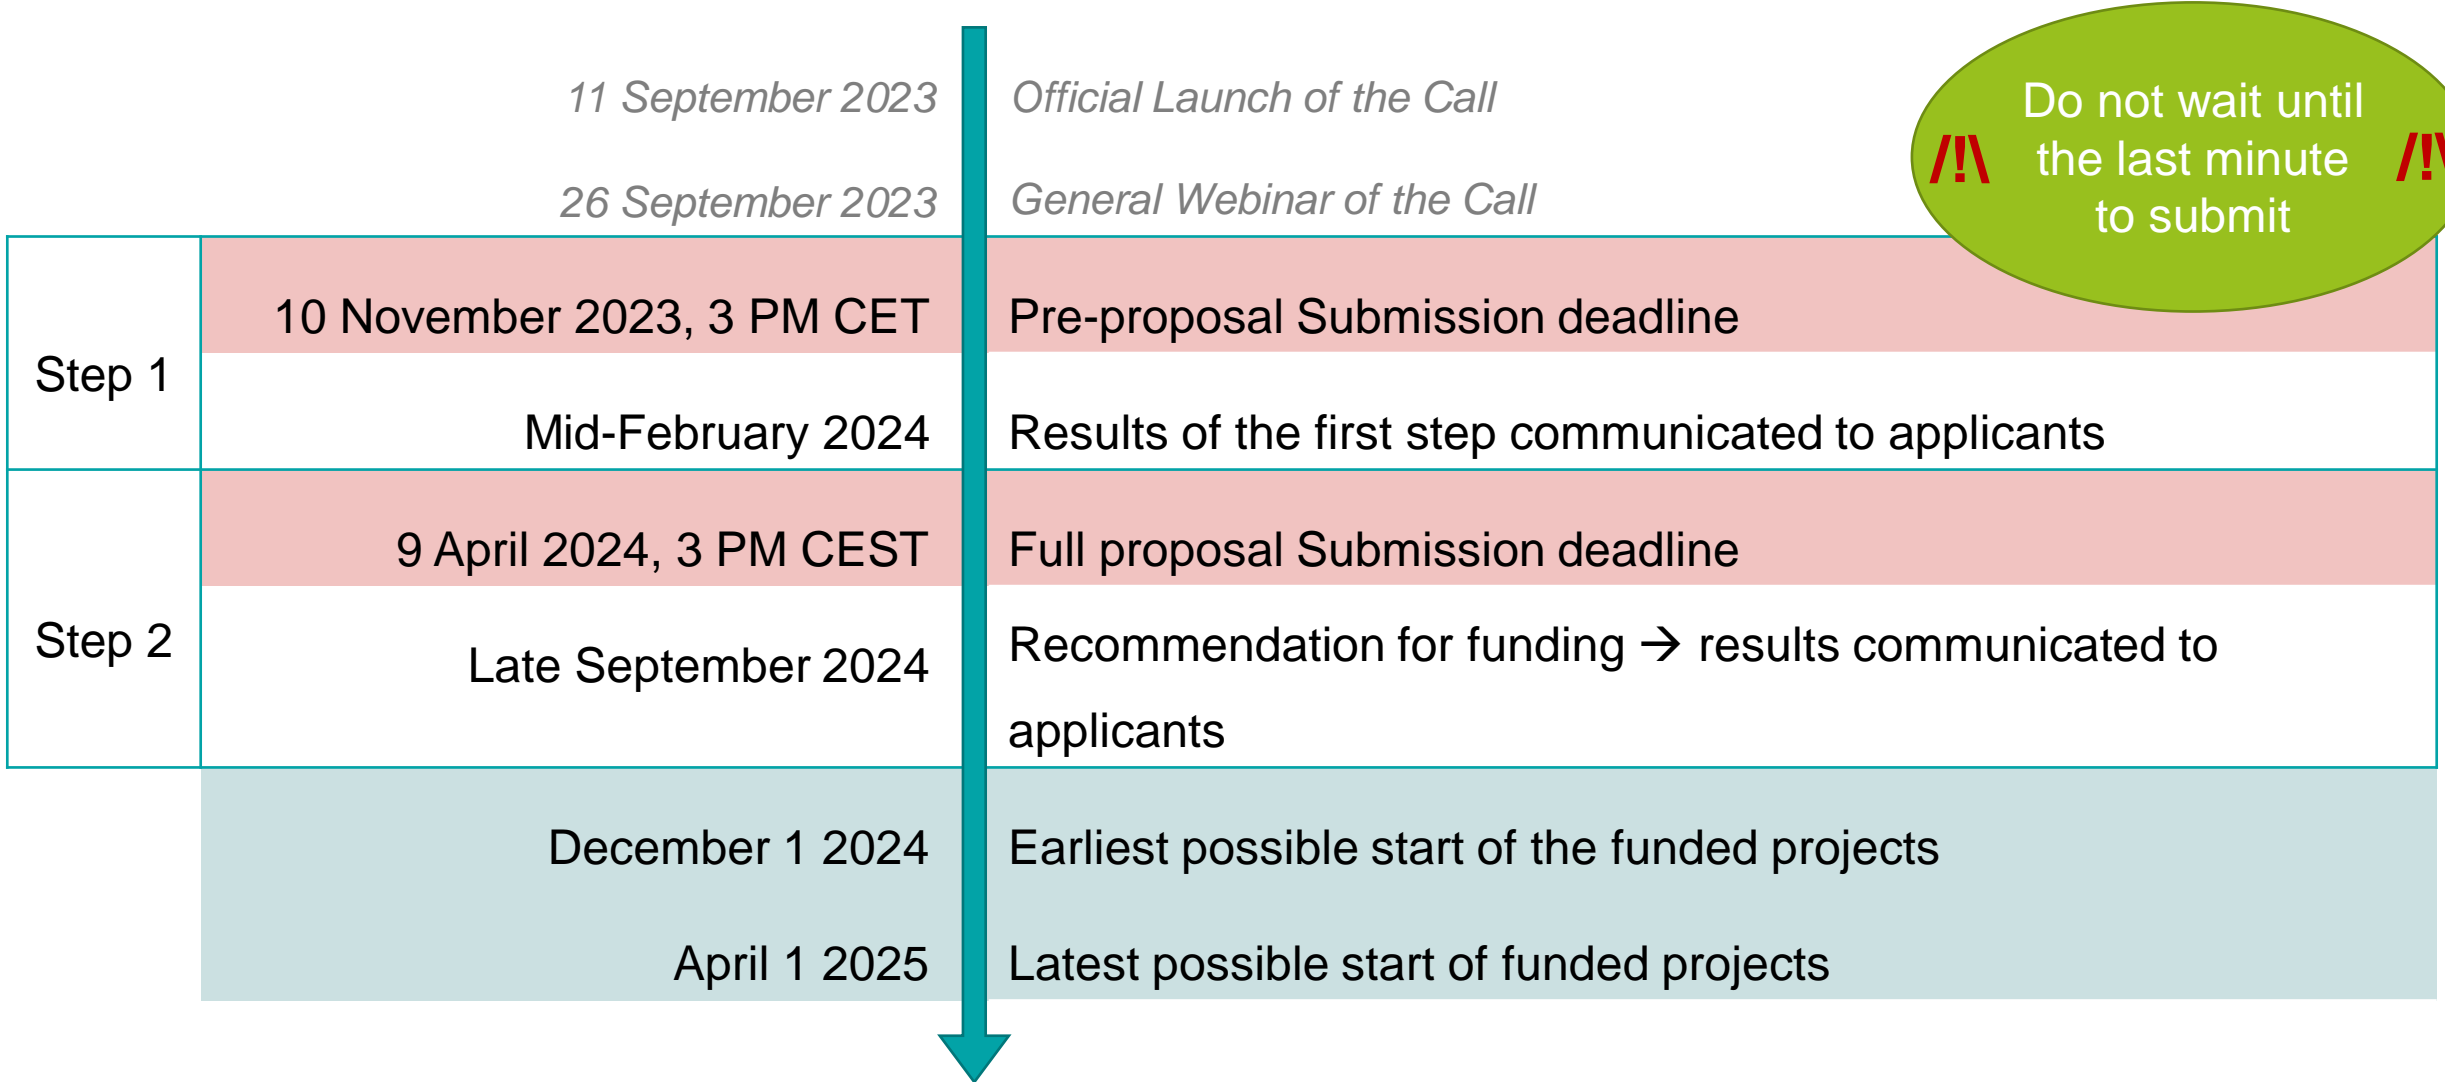 11 September 2023 Official Launch of the Call
26 September 2023 General Webinar of the Call
Do not wait until
/!\ the last minute /!\
to submit
Step 1
10 November 2023, 3 PM CET Pre-proposal Submission deadline
Mid-February 2024 Results of the first step communicated to applicants
Step 2
9 April 2024, 3 PM CEST Full proposal Submission deadline
Late September 2024 Recommendation for funding → results communicated to
applicants
December 1 2024 Earliest possible start of the funded projects
April 1 2025 Latest possible start of funded projects